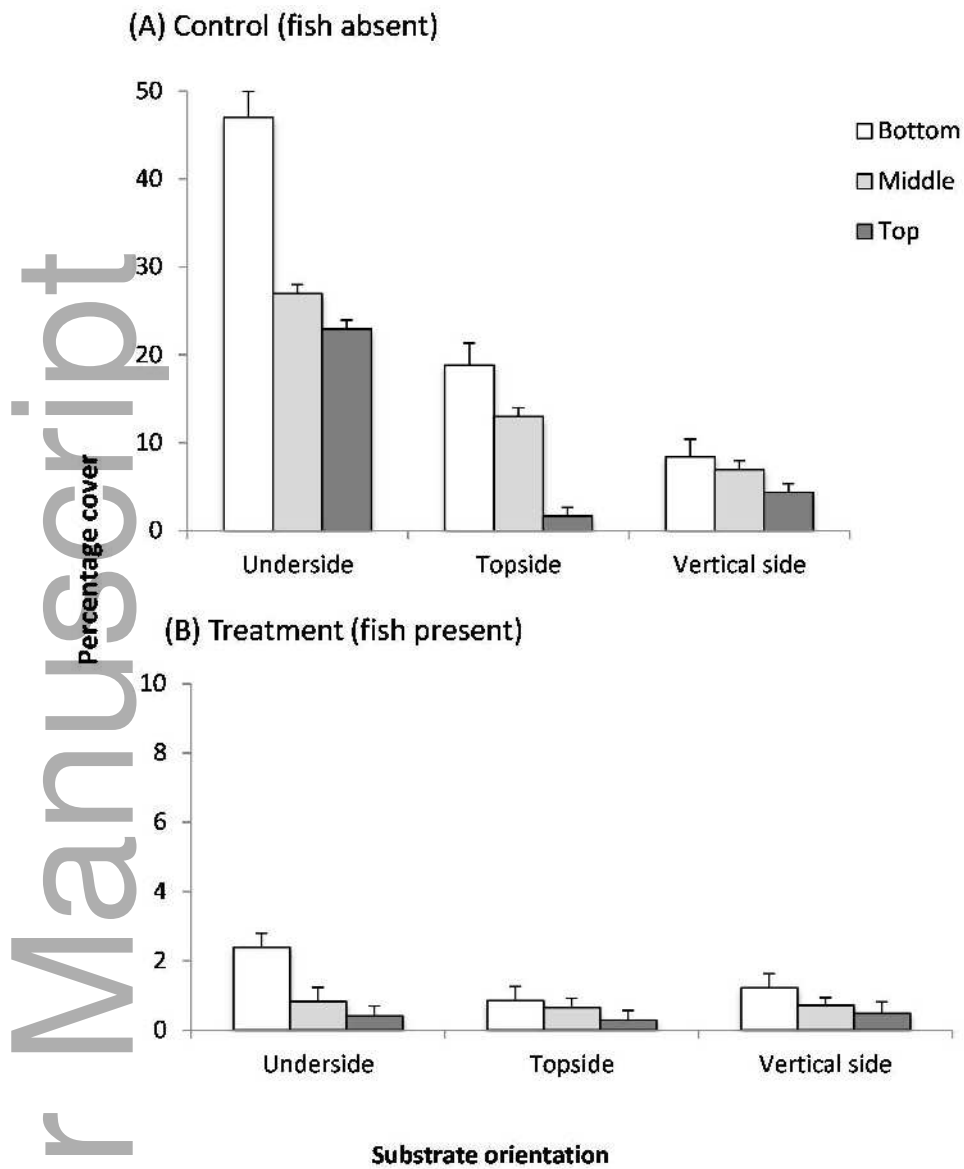 (A) Control (fish absent)
50
40
30
20
10
0
Bottom
Middle
Top
Underside Topside Vertical side
Percentage cover
(B) Treatment (fish present)
10
8
6
4
2
0
Underside Topside Vertical side
Substrate orientation
r Manuscript